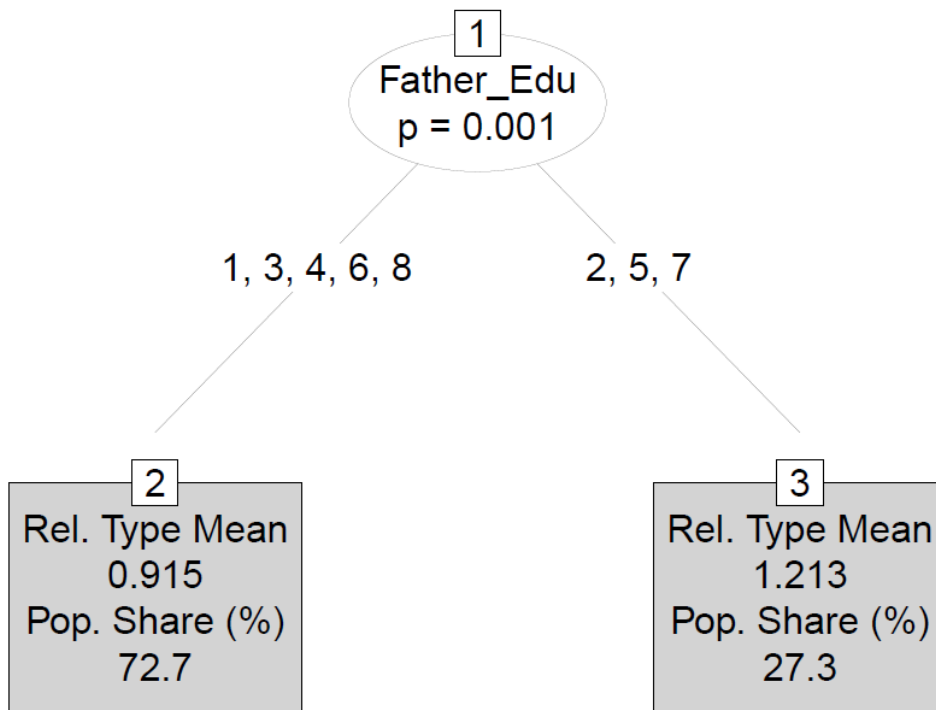 1
Father_Edu
p = 0.001
1, 3, 4, 6, 8
2, 5, 7
2
Rel. Type Mean
0.915
Pop. Share (%)
72.7
3
Rel. Type Mean
1.213
Pop. Share (%)
27.3